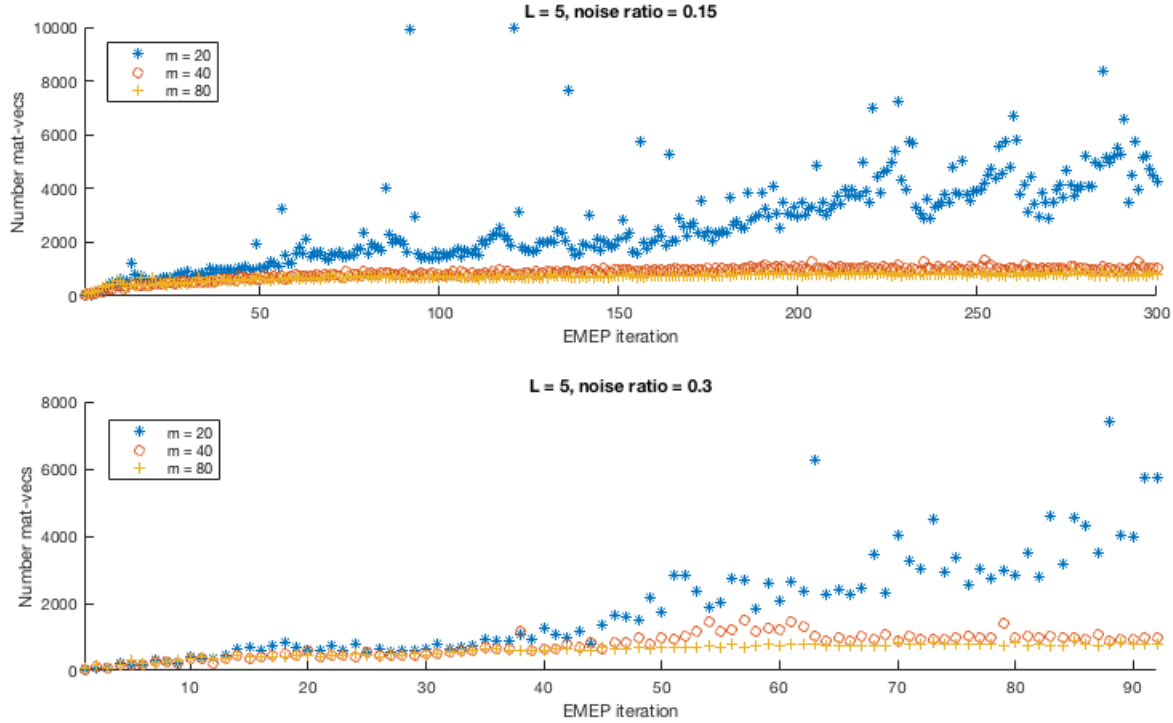 L = 5, noise ratio = 0.15
10000
8000
6000
4000
2000
0
Number mat-vecs
m = 20
m = 40
m = 80
50
100
150
200
250
300
EMEP iteration
L = 5, noise ratio = 0.3
8000
6000
4000
2000
0
Number mat-vecs
m = 20
m = 40
m = 80
10
20
30
40
50
60
70
80
90
EMEP iteration